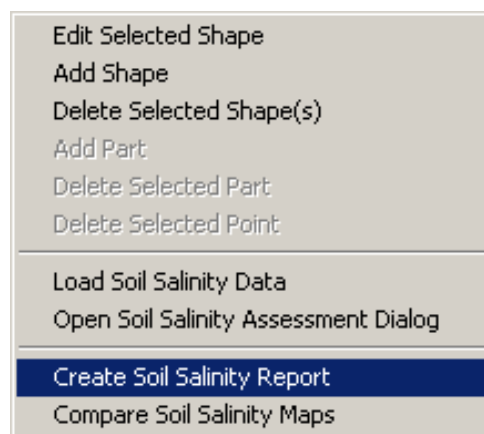 Edit Selected Shape
Add Shape
Delete Selected Shape(s)
Add Part
Delete Selected Part
Delete Selected Point
Load Soil Salinity Data
Open Soil Salinity Assessment Dialog
Create Soil Salinity Report
Compare Soil Salinity Maps